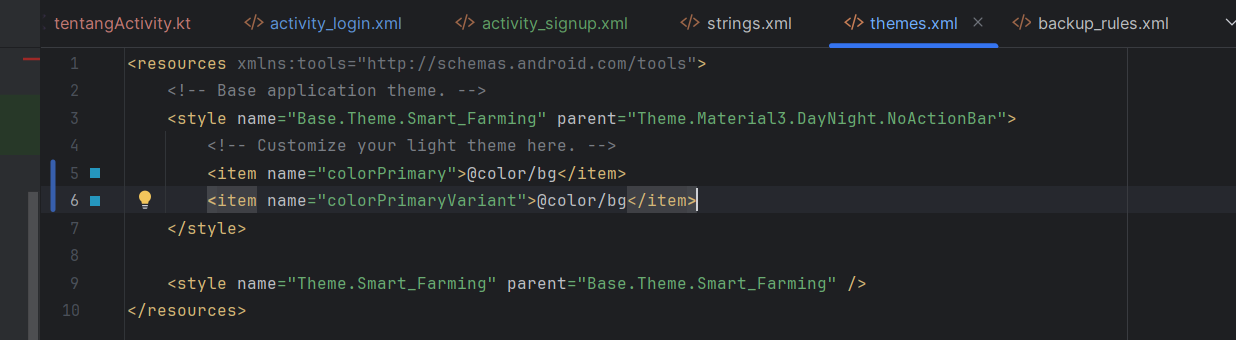 tentangActivity.kt </> activity_login.xml </> activity_signup.xml </> strings.xml </> themes.xml × </> backup_rules.xml
1 <resources xmlns:tools="http://schemas.android.com/tools">
2 <!-- Base application theme. -->
3 <style name="Base.Theme.Smart_Farming" parent="Theme.Material3.DayNight.NoActionBar">
4 <!-- Customize your light theme here. -->
5 <item name="colorPrimary">@color/bg</item>
6 <item name="colorPrimaryVariant">@color/bg</item>
7 </style>
8
9 <style name="Theme.Smart_Farming" parent="Base.Theme.Smart_Farming" />
10 </resources>